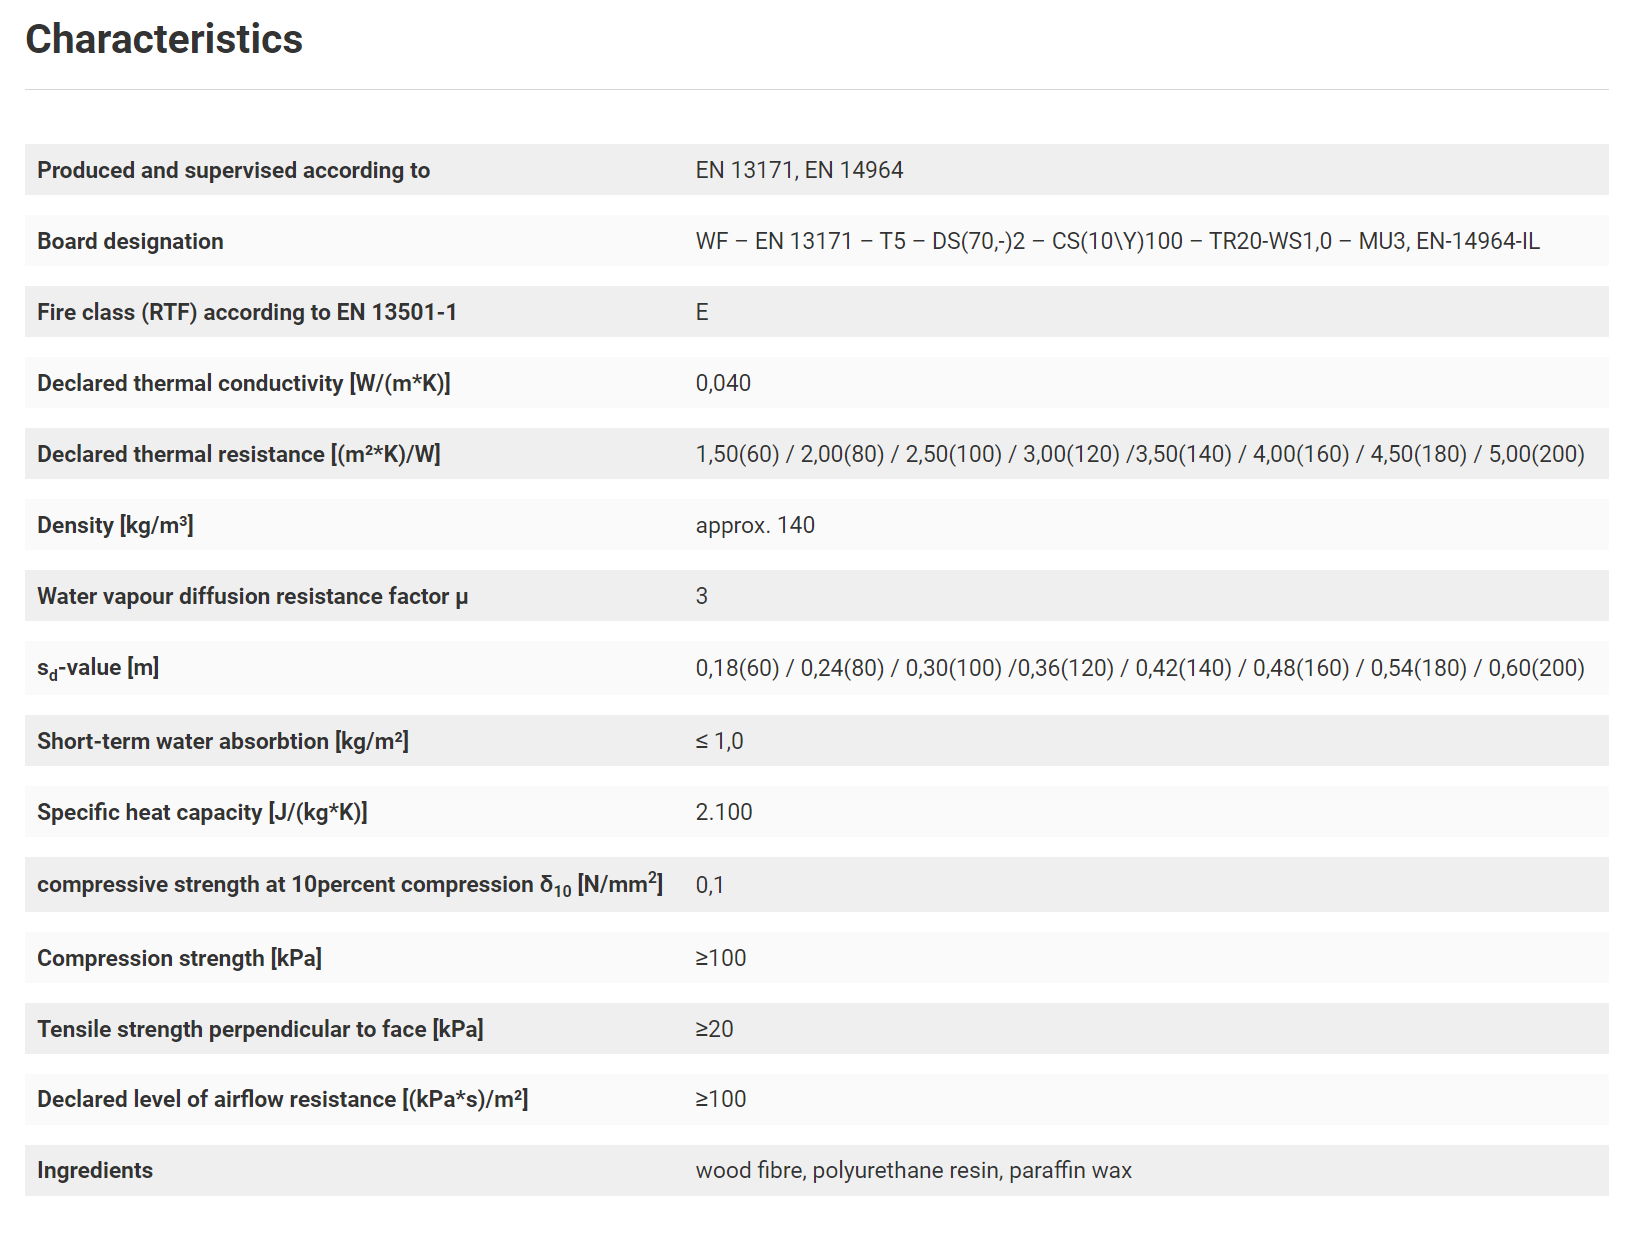 Characteristics
Produced and supervised according to EN 13171, EN 14964
Board designation WF – EN 13171 – T5 – DS(70,-)2 – CS(10\Y)100 – TR20-WS1,0 – MU3, EN-14964-IL
Fire class (RTF) according to EN 13501-1 E
Declared thermal conductivity [W/(m*K)] 0,040
Declared thermal resistance [(m²*K)/W] 1,50(60) / 2,00(80) / 2,50(100) / 3,00(120) /3,50(140) / 4,00(160) / 4,50(180) / 5,00(200)
Density [kg/m³] approx. 140
Water vapour diffusion resistance factor µ 3
s_d-value [m] 0,18(60) / 0,24(80) / 0,30(100) /0,36(120) / 0,42(140) / 0,48(160) / 0,54(180) / 0,60(200)
Short-term water absorbtion [kg/m²] ≤ 1,0
Specific heat capacity [J/(kg*K)] 2.100
compressive strength at 10percent compression δ₁₀ [N/mm²] 0,1
Compression strength [kPa] ≥100
Tensile strength perpendicular to face [kPa] ≥20
Declared level of airflow resistance [(kPa*s)/m²] ≥100
Ingredients wood fibre, polyurethane resin, paraffin wax